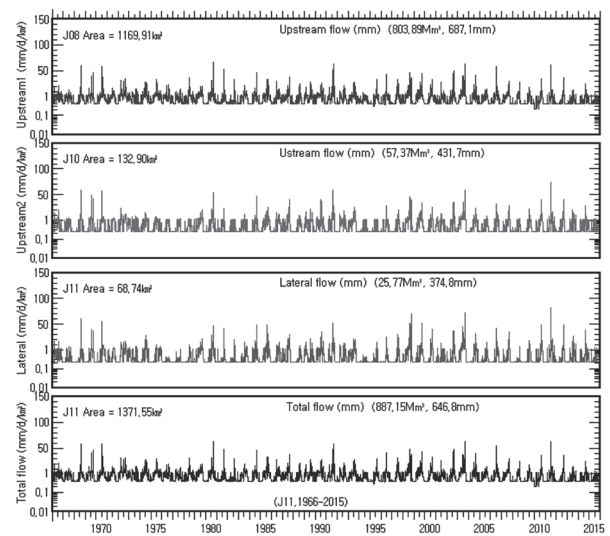 150
100
50
1
0,1
0,01
Upstream1 (mm/d/㎢)
J08 Area = 1169,91㎢
Upstream flow (mm) (803,89Mm³, 687,1mm)
150
100
50
1
0,1
0,01
Upstream2 (mm/d/㎢)
J10 Area = 132,90㎢
Ustream flow (mm) (57,37Mm³, 431,7mm)
150
100
50
1
0,1
0,01
Lateral (mm/d/㎢)
J11 Area = 68,74㎢
Lateral flow (mm) (25,77Mm³, 374,8mm)
150
100
50
1
0,1
0,01
Total flow (mm/d/㎢)
J11 Area = 1371,55㎢
Total flow (mm) (887,15Mm³, 646,8mm)
(J11,1966-2015)
1970 1975 1980 1985 1990 1995 2000 2005 2010 2015